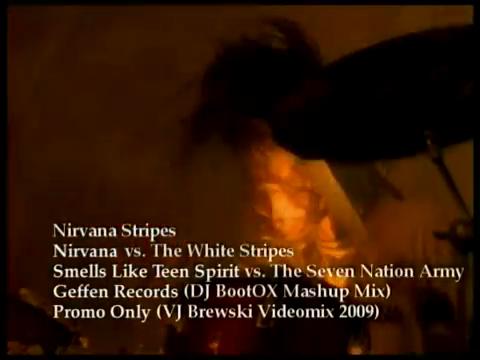 Nirvana Stripes
Nirvana vs. The White Stripes
Smells Like Teen Spirit vs. The Seven Nation Army
Geffen Records (DJ BootOX Mashup Mix)
Promo Only (VJ Brewski Videomix 2009)